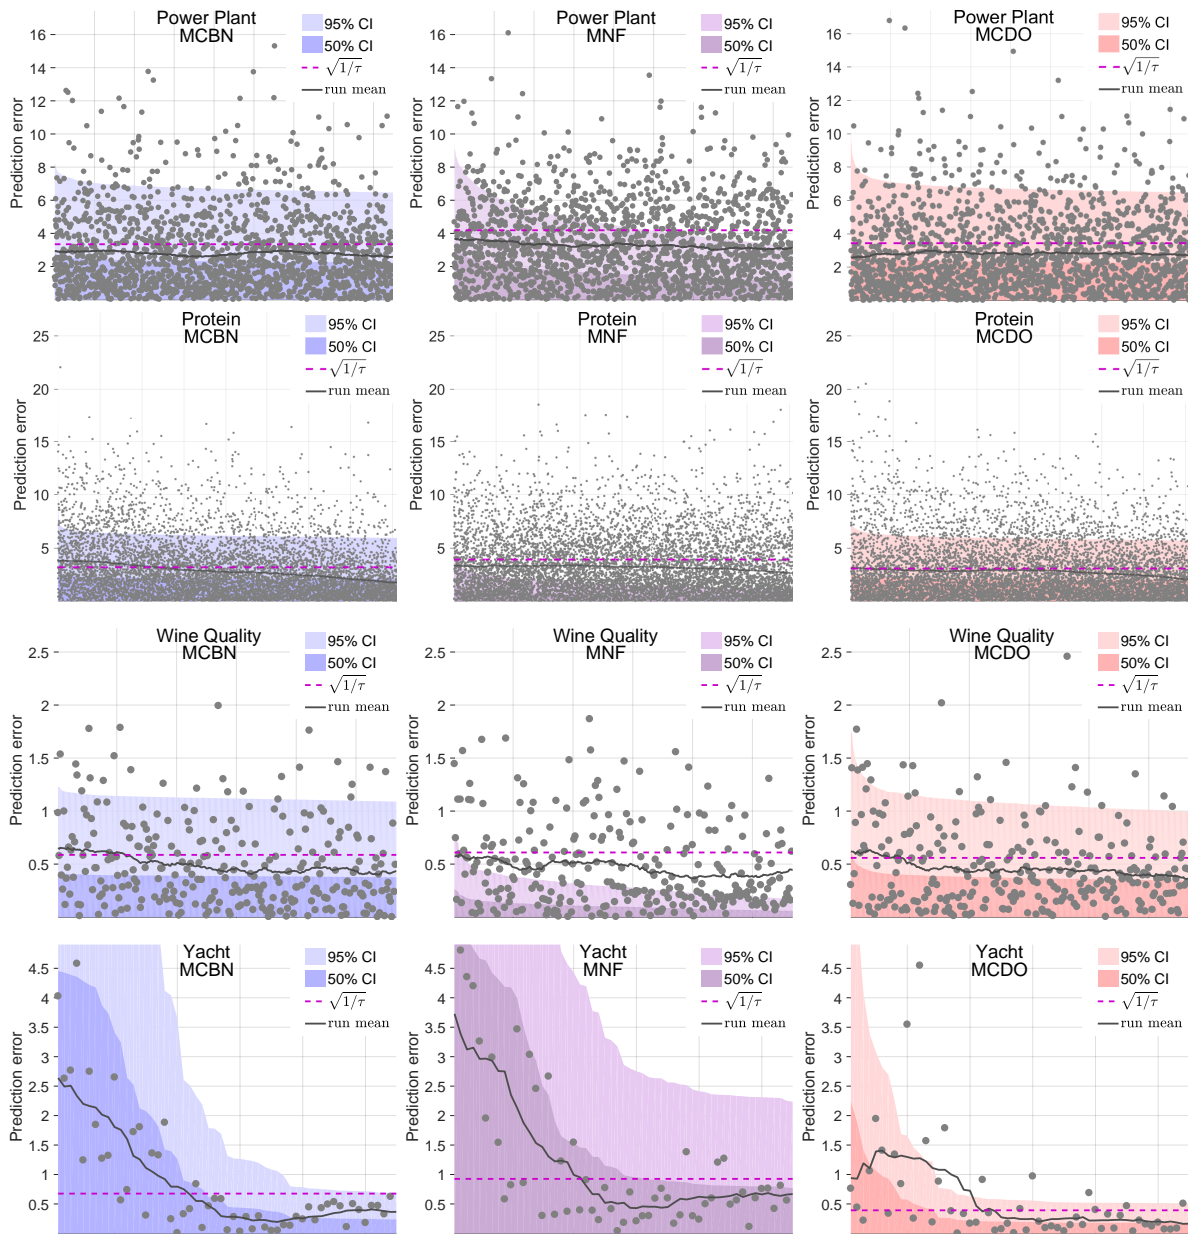 Power Plant
MCBN
95% CI
50% CI
√1/τ
run mean
Prediction error
16
14
12
10
8
6
4
2
Power Plant
MNF
95% CI
50% CI
√1/τ
run mean
Prediction error
16
14
12
10
8
6
4
2
Power Plant
MCDO
95% CI
50% CI
√1/τ
run mean
Prediction error
16
14
12
10
8
6
4
2
Protein
MCBN
95% CI
50% CI
√1/τ
run mean
Prediction error
25
20
15
10
5
Protein
MNF
95% CI
50% CI
√1/τ
run mean
Prediction error
25
20
15
10
5
Protein
MCDO
95% CI
50% CI
√1/τ
run mean
Prediction error
25
20
15
10
5
Wine Quality
MCBN
95% CI
50% CI
√1/τ
run mean
Prediction error
2.5
2
1.5
1
0.5
Wine Quality
MNF
95% CI
50% CI
√1/τ
run mean
Prediction error
2.5
2
1.5
1
0.5
Wine Quality
MCDO
95% CI
50% CI
√1/τ
run mean
Prediction error
2.5
2
1.5
1
0.5
Yacht
MCBN
95% CI
50% CI
√1/τ
run mean
Prediction error
4.5
4
3.5
3
2.5
2
1.5
1
0.5
Yacht
MNF
95% CI
50% CI
√1/τ
run mean
Prediction error
4.5
4
3.5
3
2.5
2
1.5
1
0.5
Yacht
MCDO
95% CI
50% CI
√1/τ
run mean
Prediction error
4.5
4
3.5
3
2.5
2
1.5
1
0.5